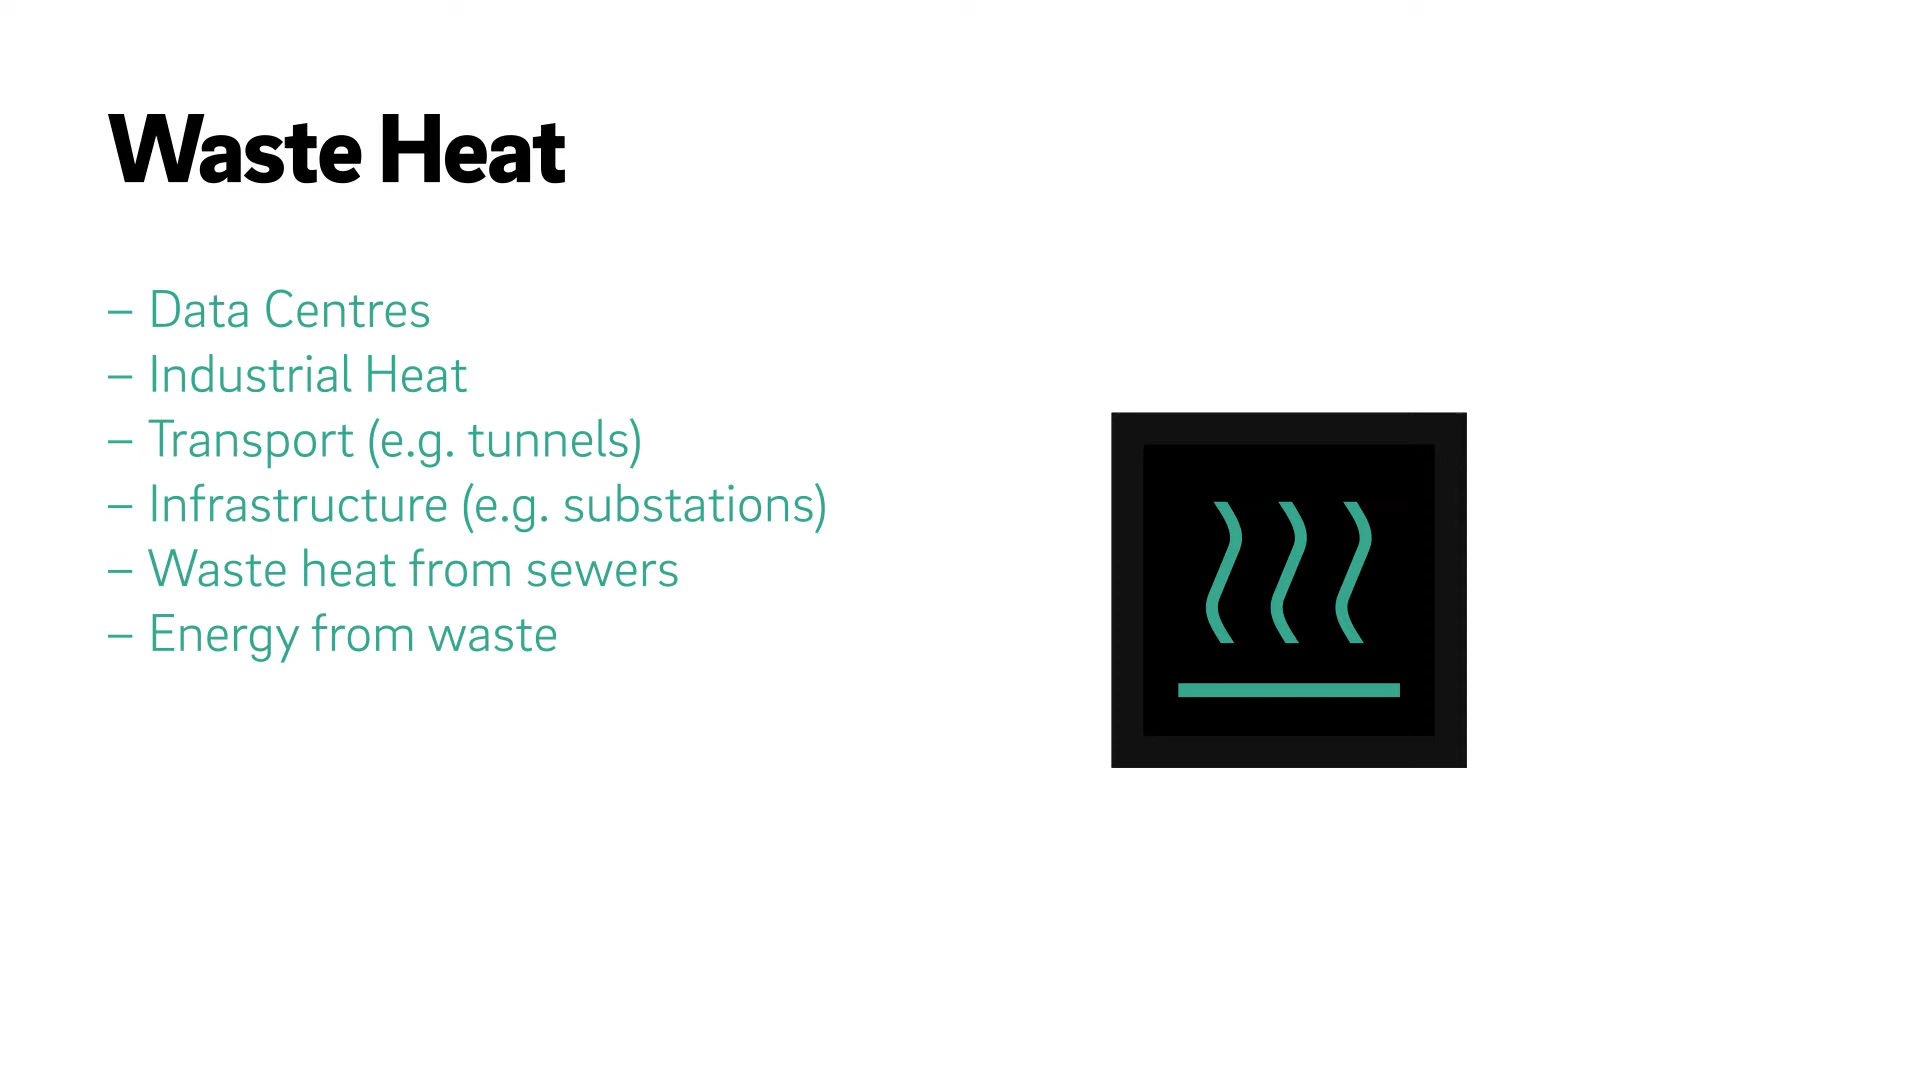 Waste Heat
– Data Centres
– Industrial Heat
– Transport (e.g. tunnels)
– Infrastructure (e.g. substations)
– Waste heat from sewers
– Energy from waste